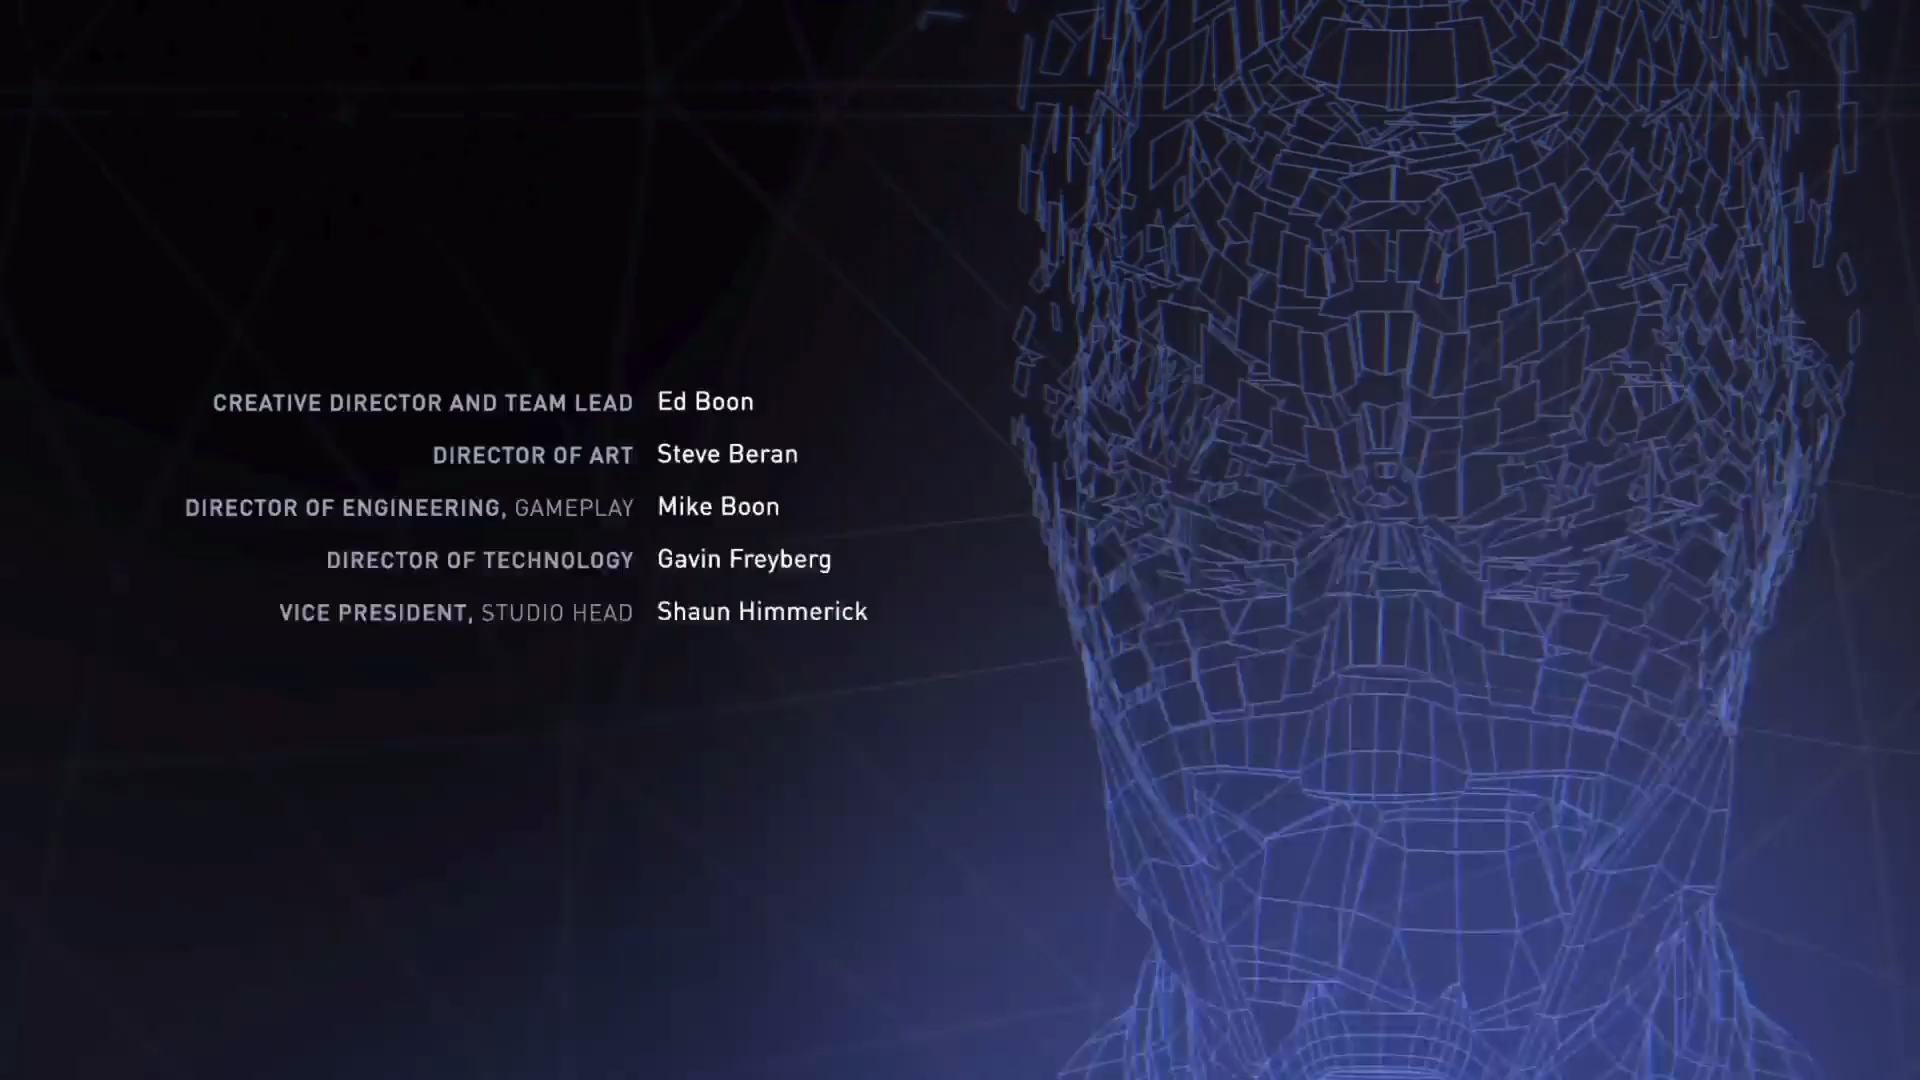 CREATIVE DIRECTOR AND TEAM LEAD Ed Boon
DIRECTOR OF ART Steve Beran
DIRECTOR OF ENGINEERING, GAMEPLAY Mike Boon
DIRECTOR OF TECHNOLOGY Gavin Freyberg
VICE PRESIDENT, STUDIO HEAD Shaun Himmerick